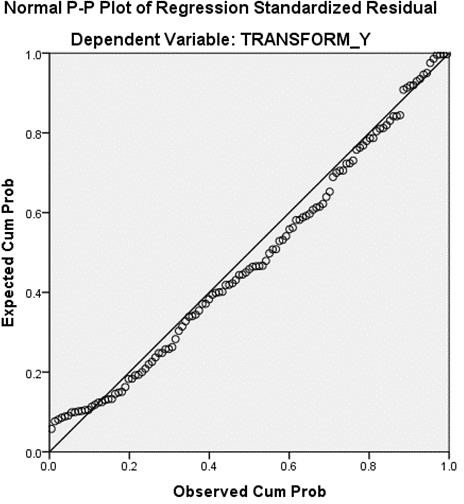 Normal P-P Plot of Regression Standardized Residual
Dependent Variable: TRANSFORM_Y
1.0
0.8
0.6
0.4
0.2
0.0
Expected Cum Prob
0.0 0.2 0.4 0.6 0.8 1.0
Observed Cum Prob